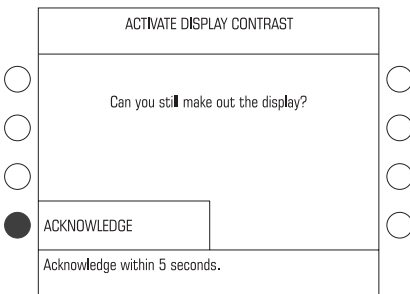 ACTIVATE DISPLAY CONTRAST
Can you still make out the display?
ACKNOWLEDGE
Acknowledge within 5 seconds.